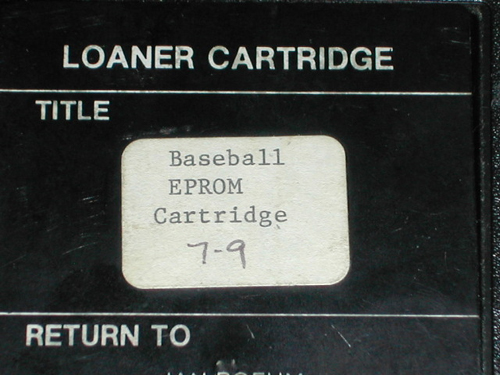 LOANER CARTRIDGE
TITLE
Baseball
EPROM
Cartridge
7-9
RETURN TO